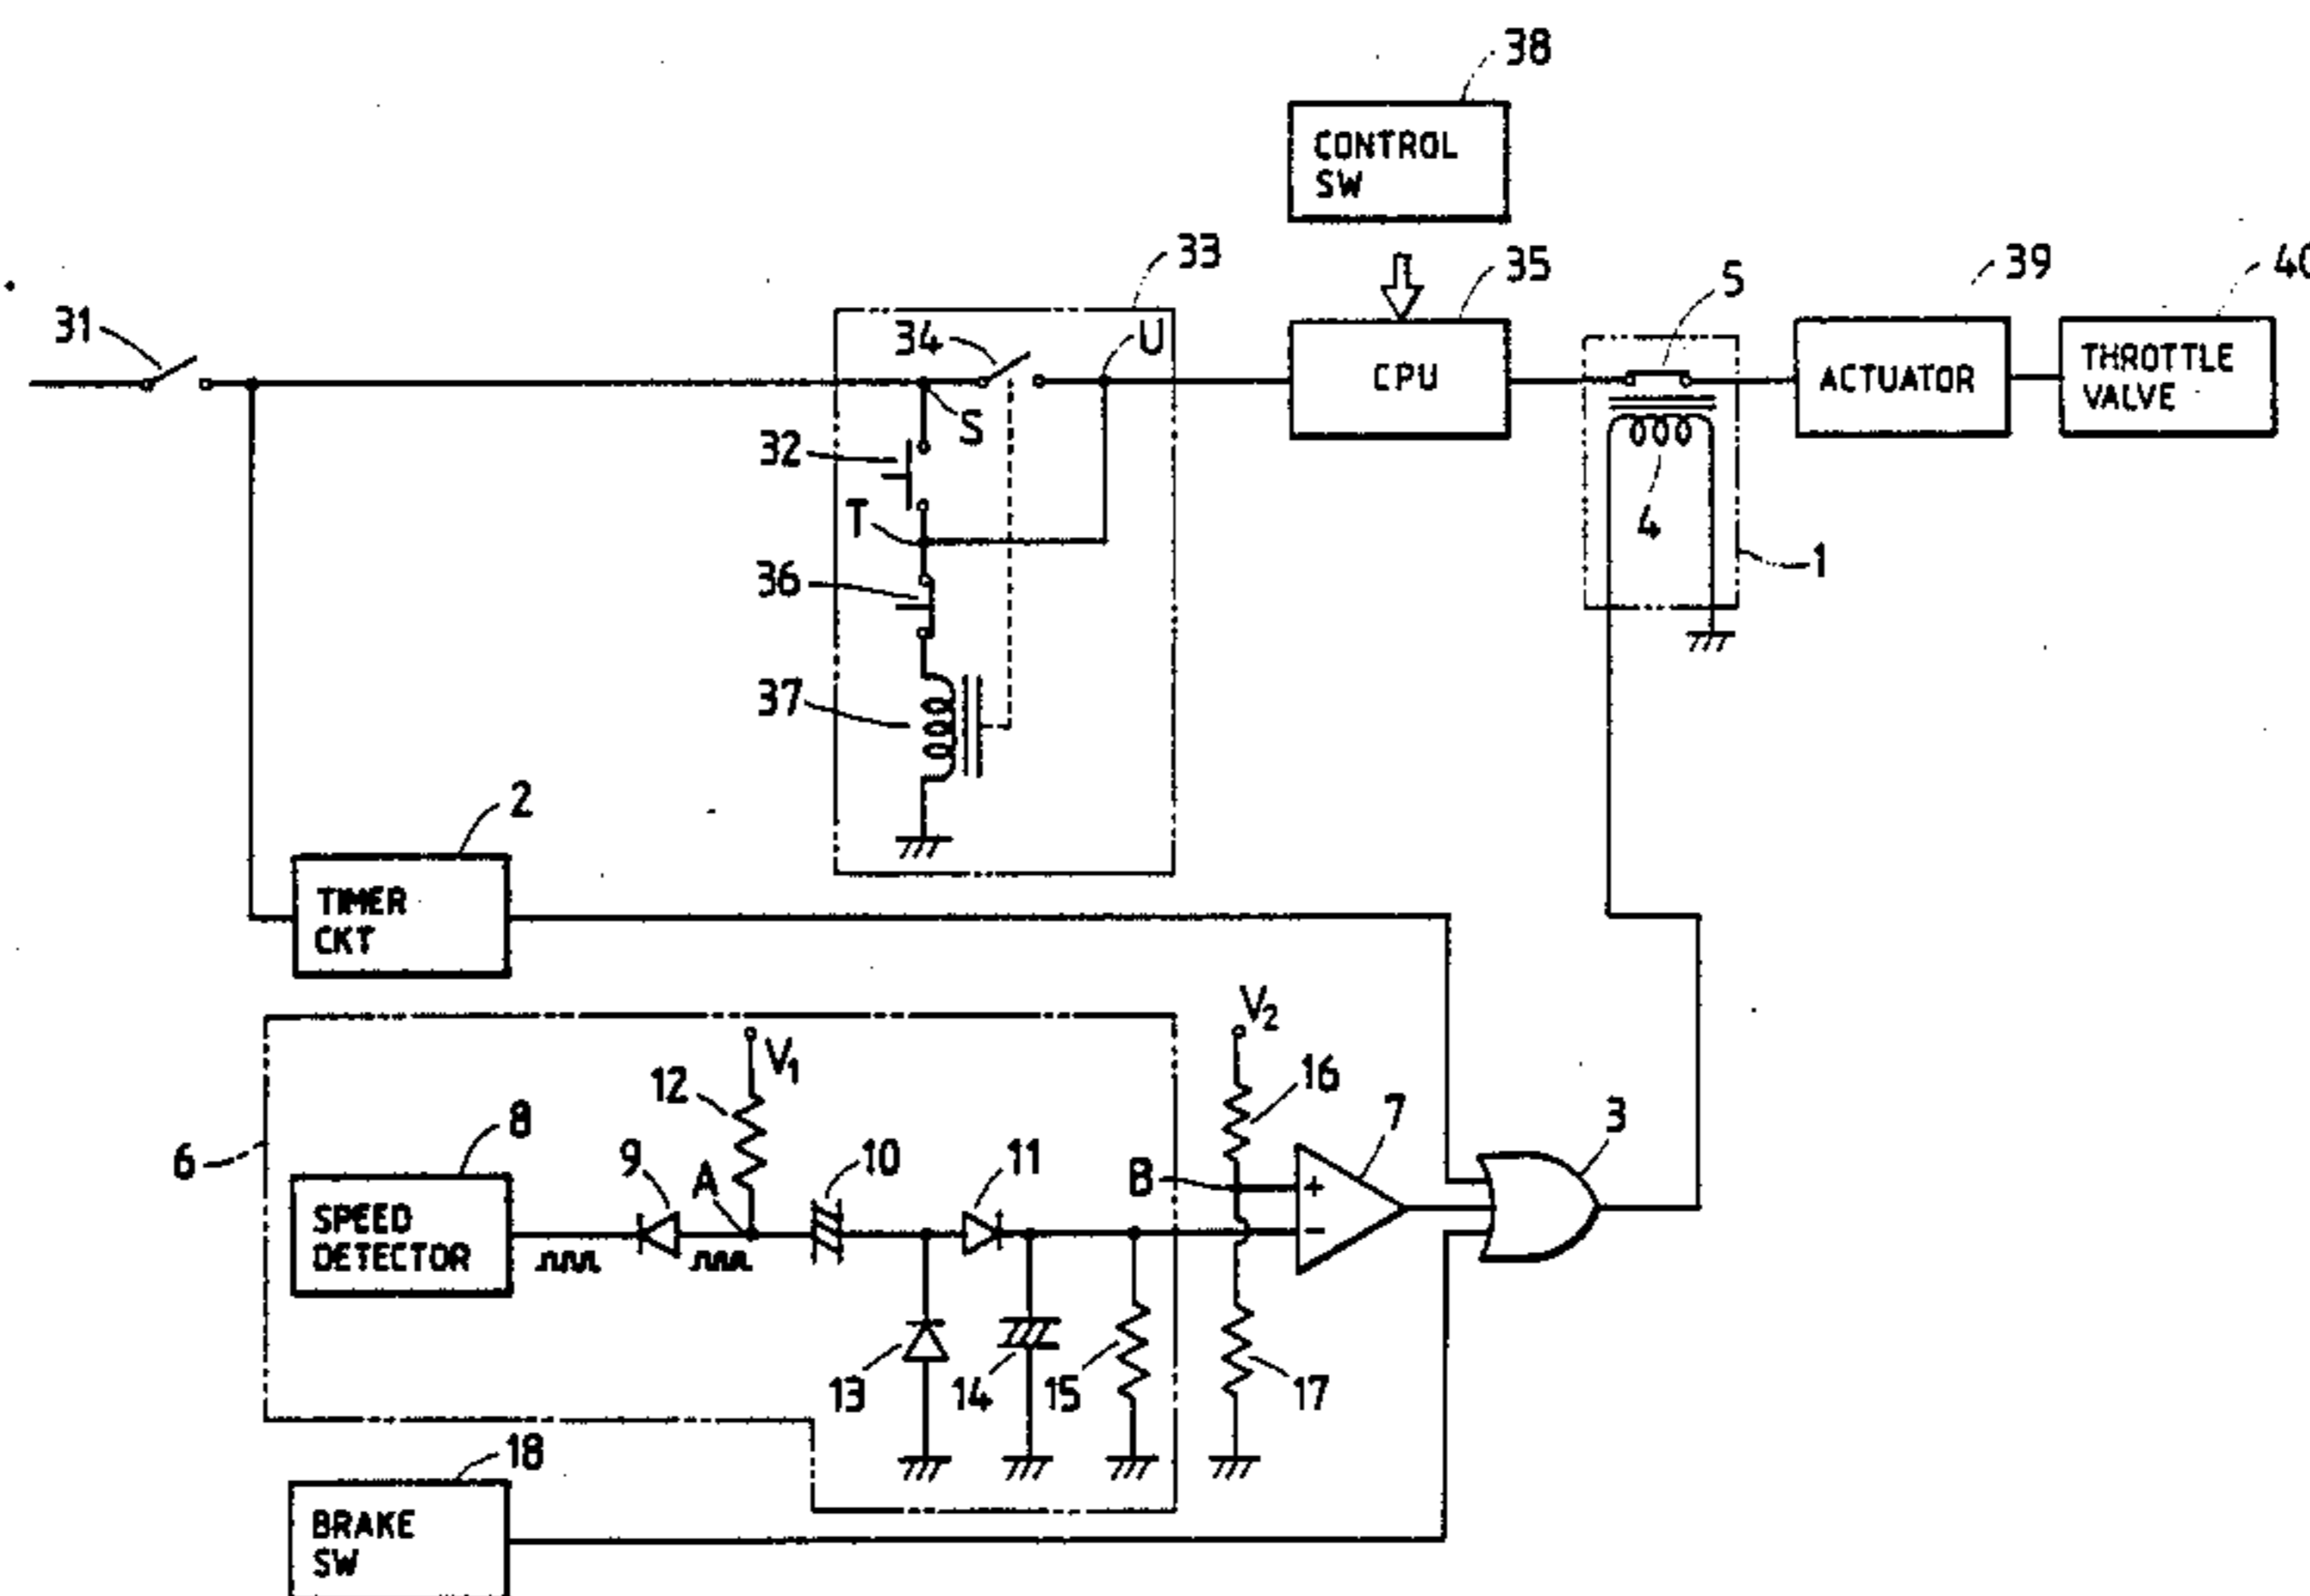 38
CONTROL
SW
33
35
5
39
40
31
34
U
CPU
ACTUATOR
THROTTLE
VALVE
S
32
T
4
36
1
37
2
TIMER
CKT
V2
V1
12
16
7
3
8
6
9
A
10
11
B
+
-
SPEED
DETECTOR
13
14
15
17
18
BRAKE
SW